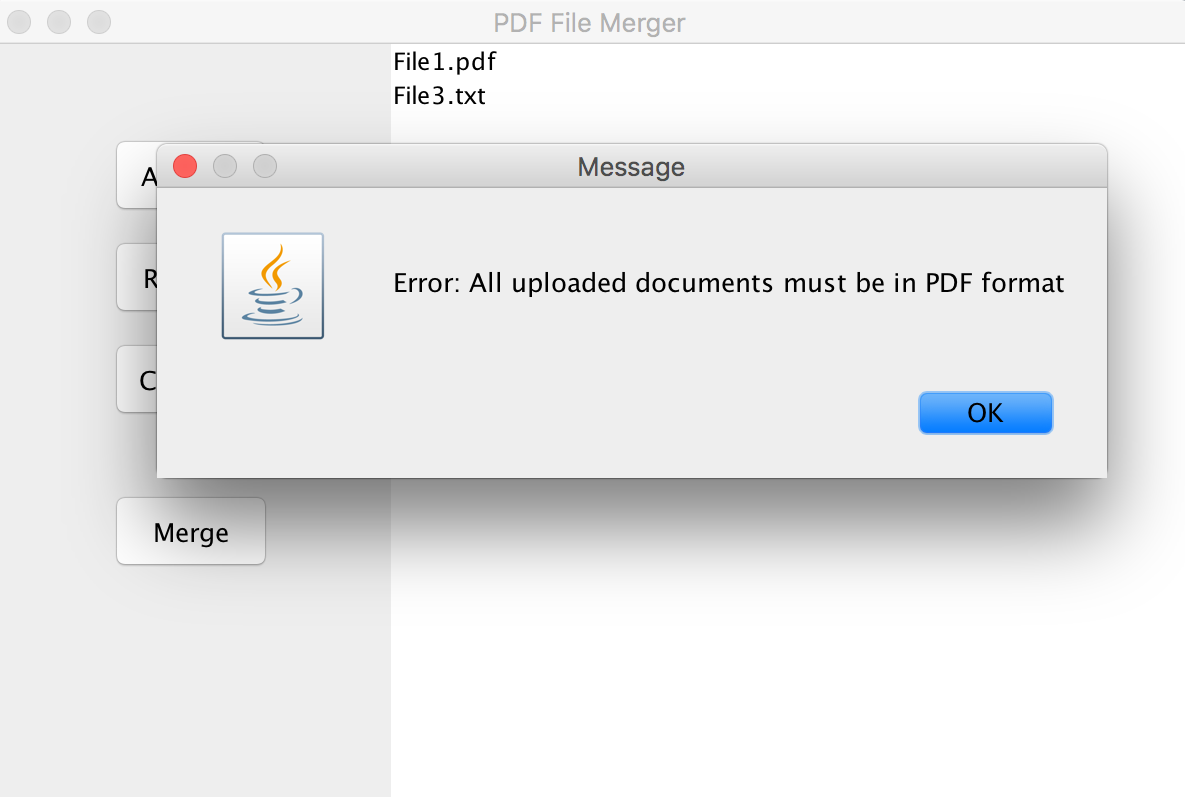 PDF File Merger
File1.pdf
File3.txt
A
Message
R
Error: All uploaded documents must be in PDF format
C
OK
Merge